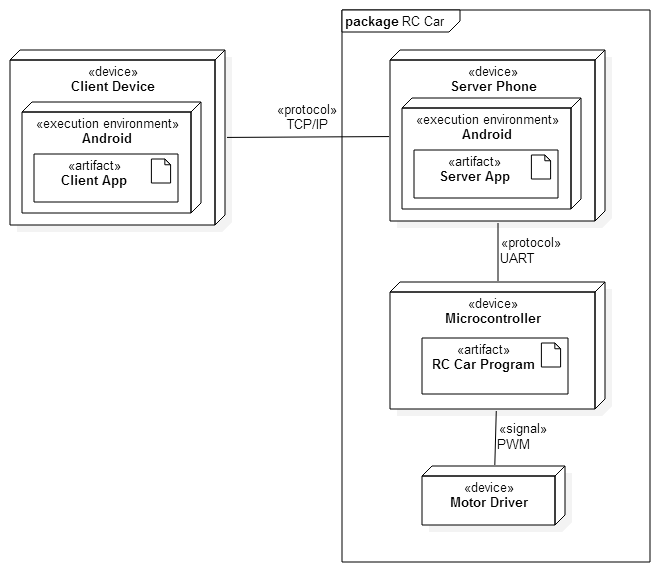 package RC Car
«device»
Client Device
«execution environment»
Android
«artifact»
Client App
«protocol»
TCP/IP
«device»
Server Phone
«execution environment»
Android
«artifact»
Server App
«protocol»
UART
«device»
Microcontroller
«artifact»
RC Car Program
«signal»
PWM
«device»
Motor Driver